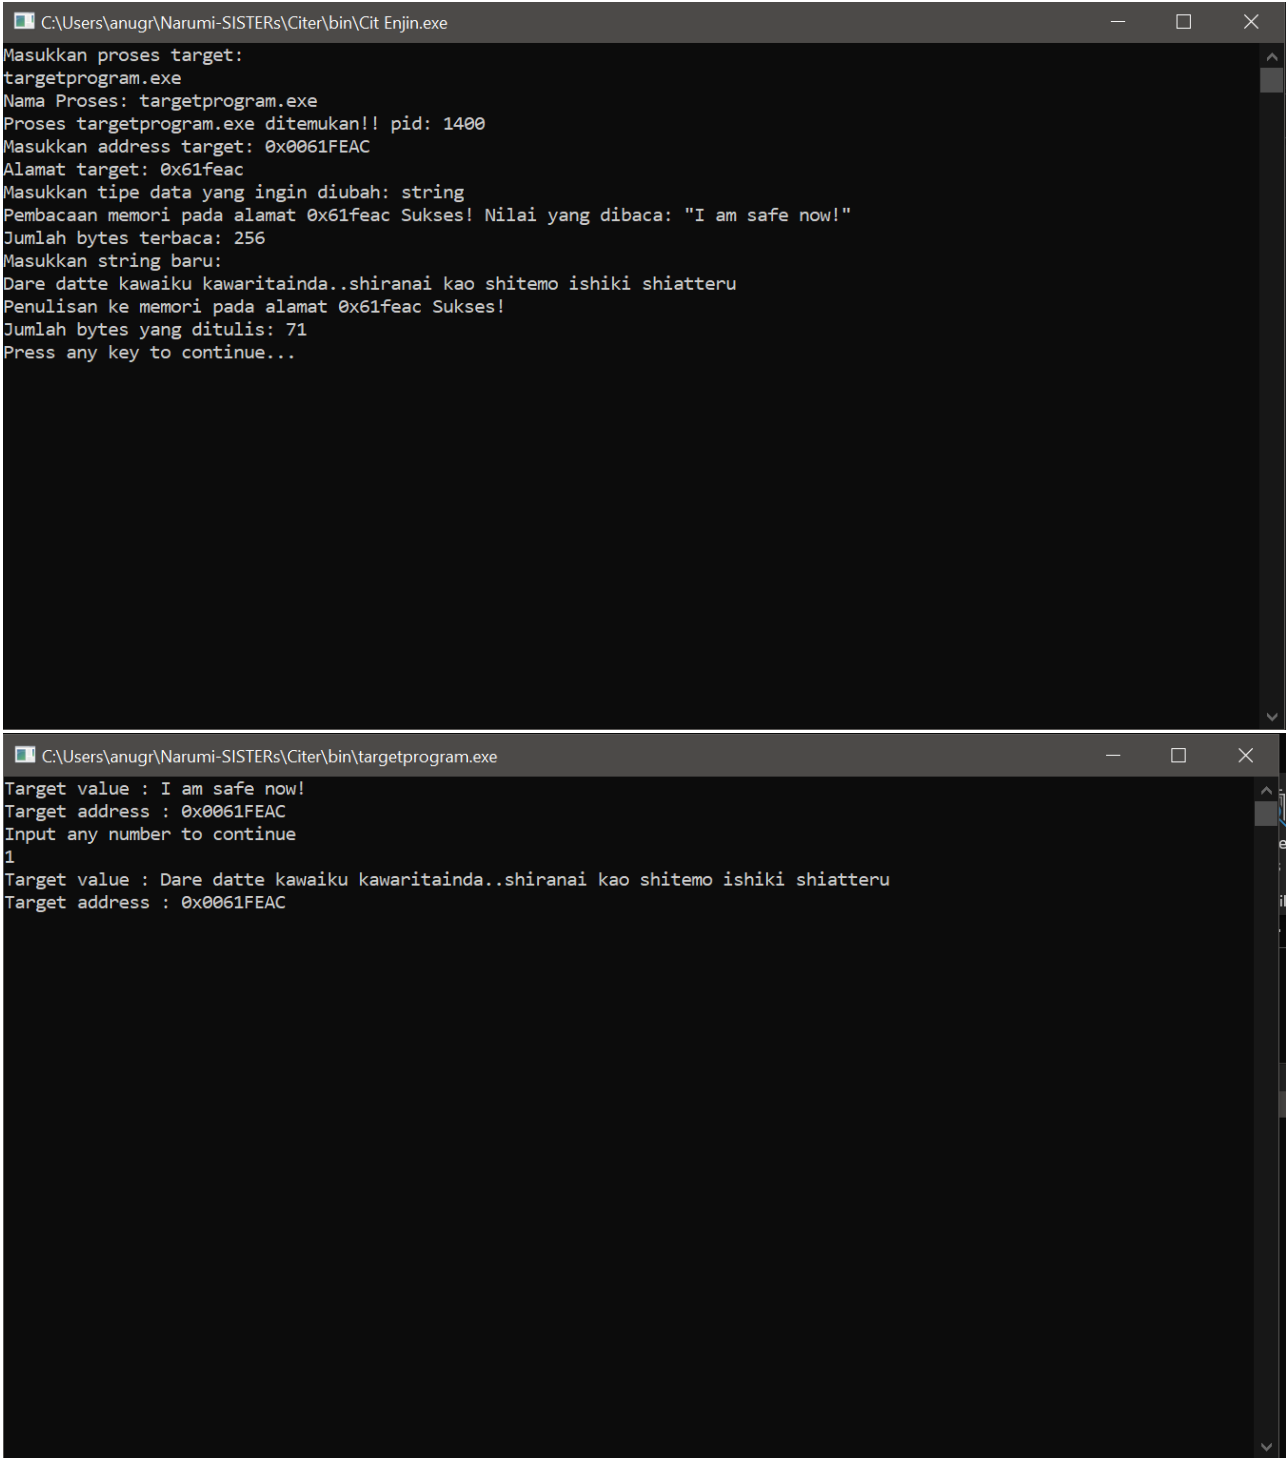 C:\Users\anugr\Narumi-SISTERs\Citer\bin\Cit Enjin.exe
Masukkan proses target:
targetprogram.exe
Nama Proses: targetprogram.exe
Proses targetprogram.exe ditemukan!! pid: 1400
Masukkan address target: 0x0061FEAC
Alamat target: 0x61feac
Masukkan tipe data yang ingin diubah: string
Pembacaan memori pada alamat 0x61feac Sukses! Nilai yang dibaca: "I am safe now!"
Jumlah bytes terbaca: 256
Masukkan string baru:
Dare datte kawaiku kawaritainda..shiranai kao shitemo ishiki shiatteru
Penulisan ke memori pada alamat 0x61feac Sukses!
Jumlah bytes yang ditulis: 71
Press any key to continue...
C:\Users\anugr\Narumi-SISTERs\Citer\bin\targetprogram.exe
Target value : I am safe now!
Target address : 0x0061FEAC
Input any number to continue
1
Target value : Dare datte kawaiku kawaritainda..shiranai kao shitemo ishiki shiatteru
Target address : 0x0061FEAC